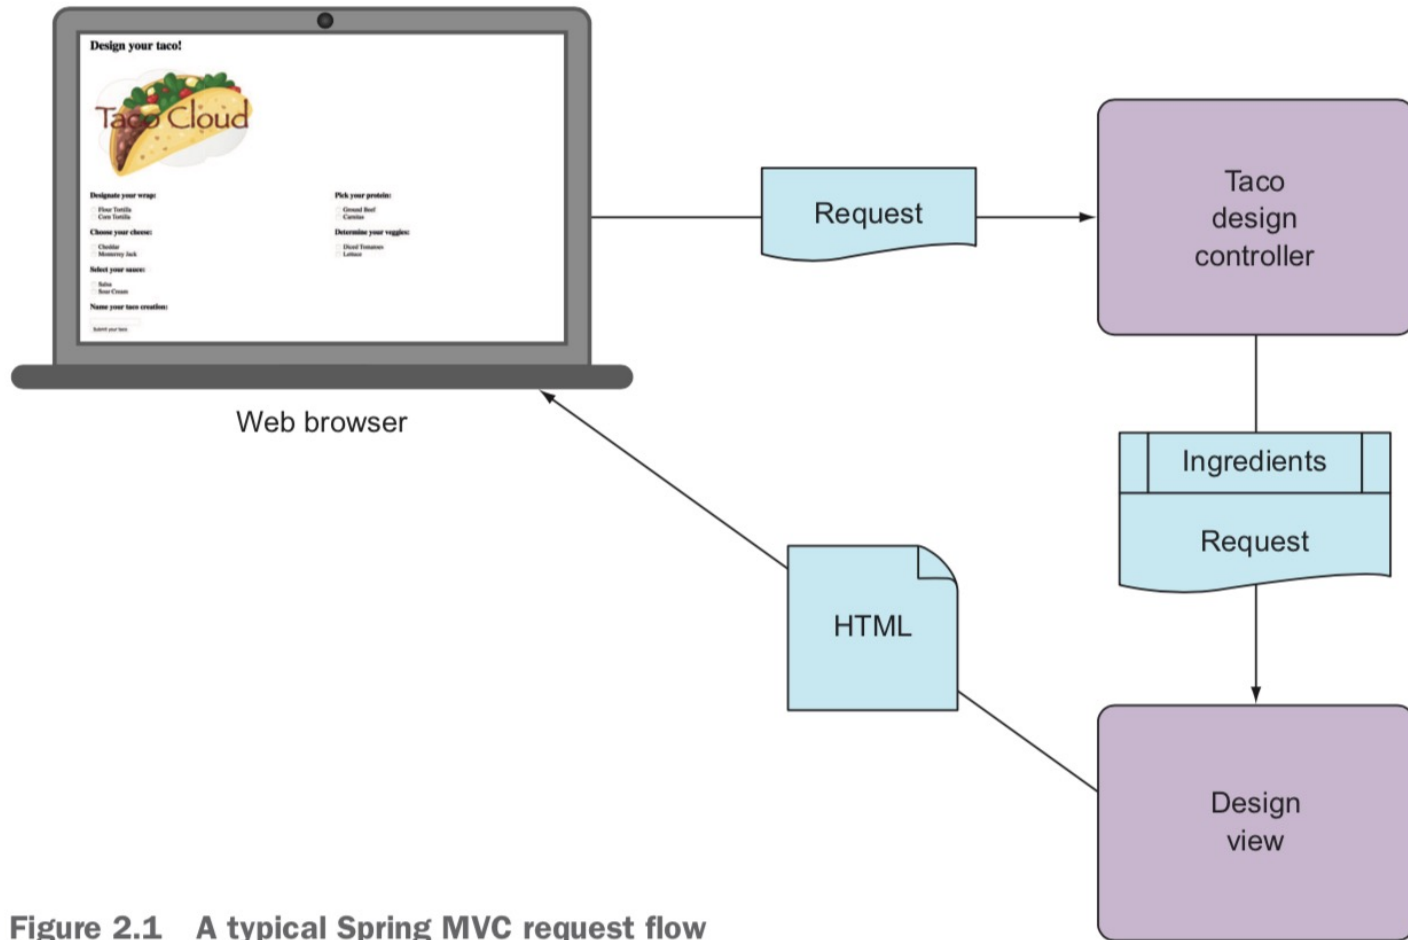 Design your taco!
Taco Cloud
Designate your wrap:
Flour Tortilla
Corn Tortilla
Choose your cheese:
Cheddar
Monterrey Jack
Select your sauce:
Salsa
Sour Cream
Name your taco creation:
Submit your taco
Pick your protein:
Ground Beef
Carnitas
Determine your veggies:
Diced Tomatoes
Lettuce
Web browser
Request
Taco
design
controller
Ingredients
Request
HTML
Design
view
Figure 2.1 A typical Spring MVC request flow